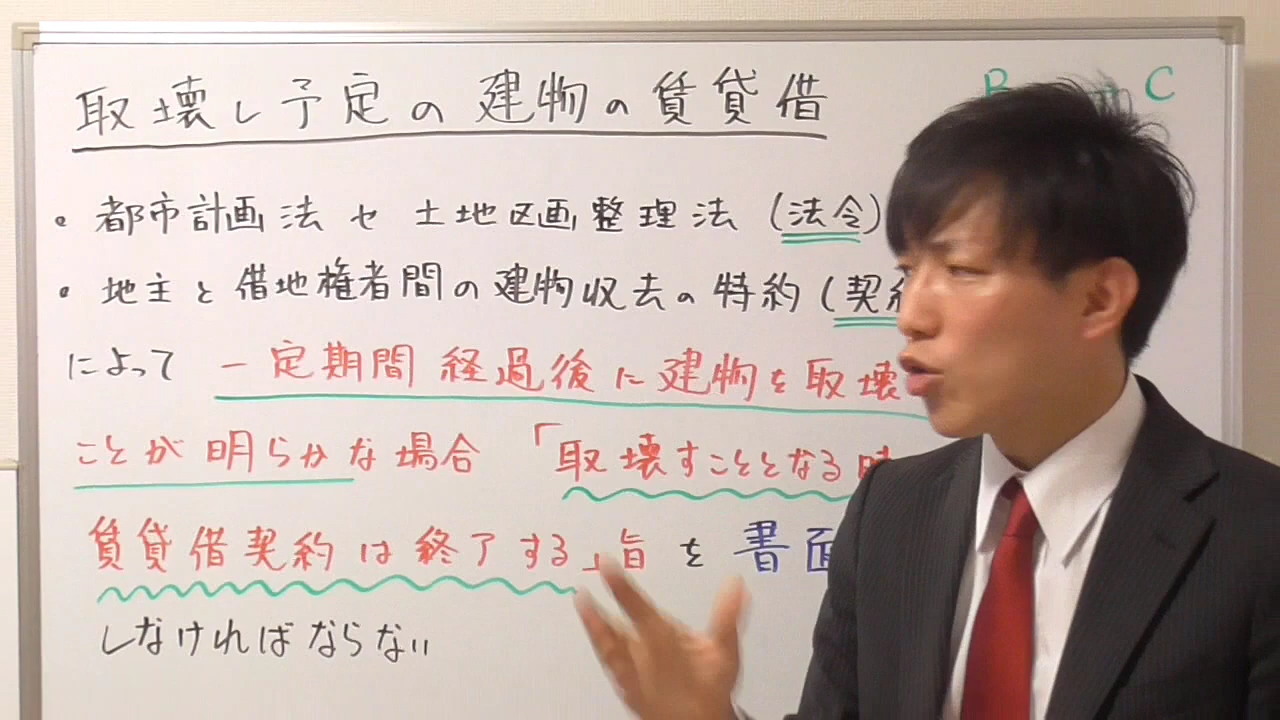 取壊し予定の建物の賃貸借
B C
・都市計画法や土地区画整理法(法令)
・地主と借地権者間の建物収去の特約(契約
によって 一定期間経過後に建物を取壊
ことが明らかな場合 「取壊すこととなる時
賃貸借契約は終了する」旨を書面
しなければならない